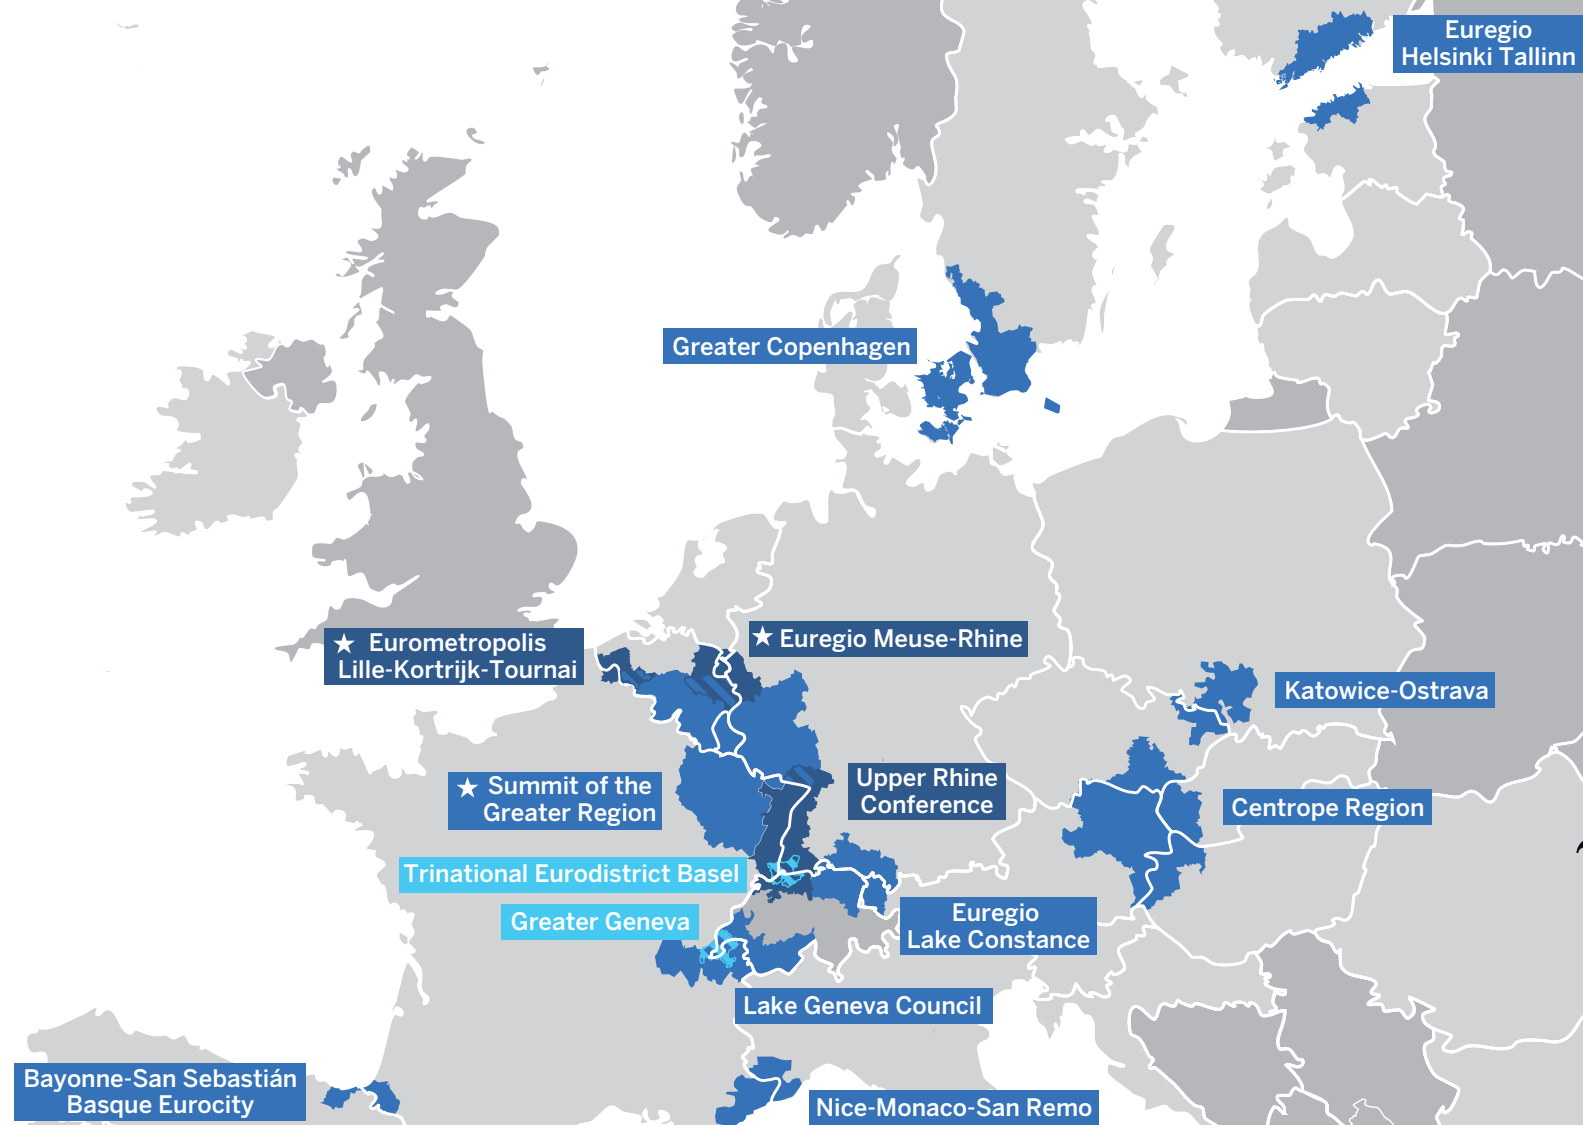 Euregio
Helsinki Tallinn
Greater Copenhagen
★ Eurometropolis
Lille-Kortrijk-Tournai
★ Euregio Meuse-Rhine
Katowice-Ostrava
★ Summit of the
Greater Region
Upper Rhine
Conference
Centrope Region
Trinational Eurodistrict Basel
Greater Geneva
Euregio
Lake Constance
Lake Geneva Council
Bayonne-San Sebastián
Basque Eurocity
Nice-Monaco-San Remo